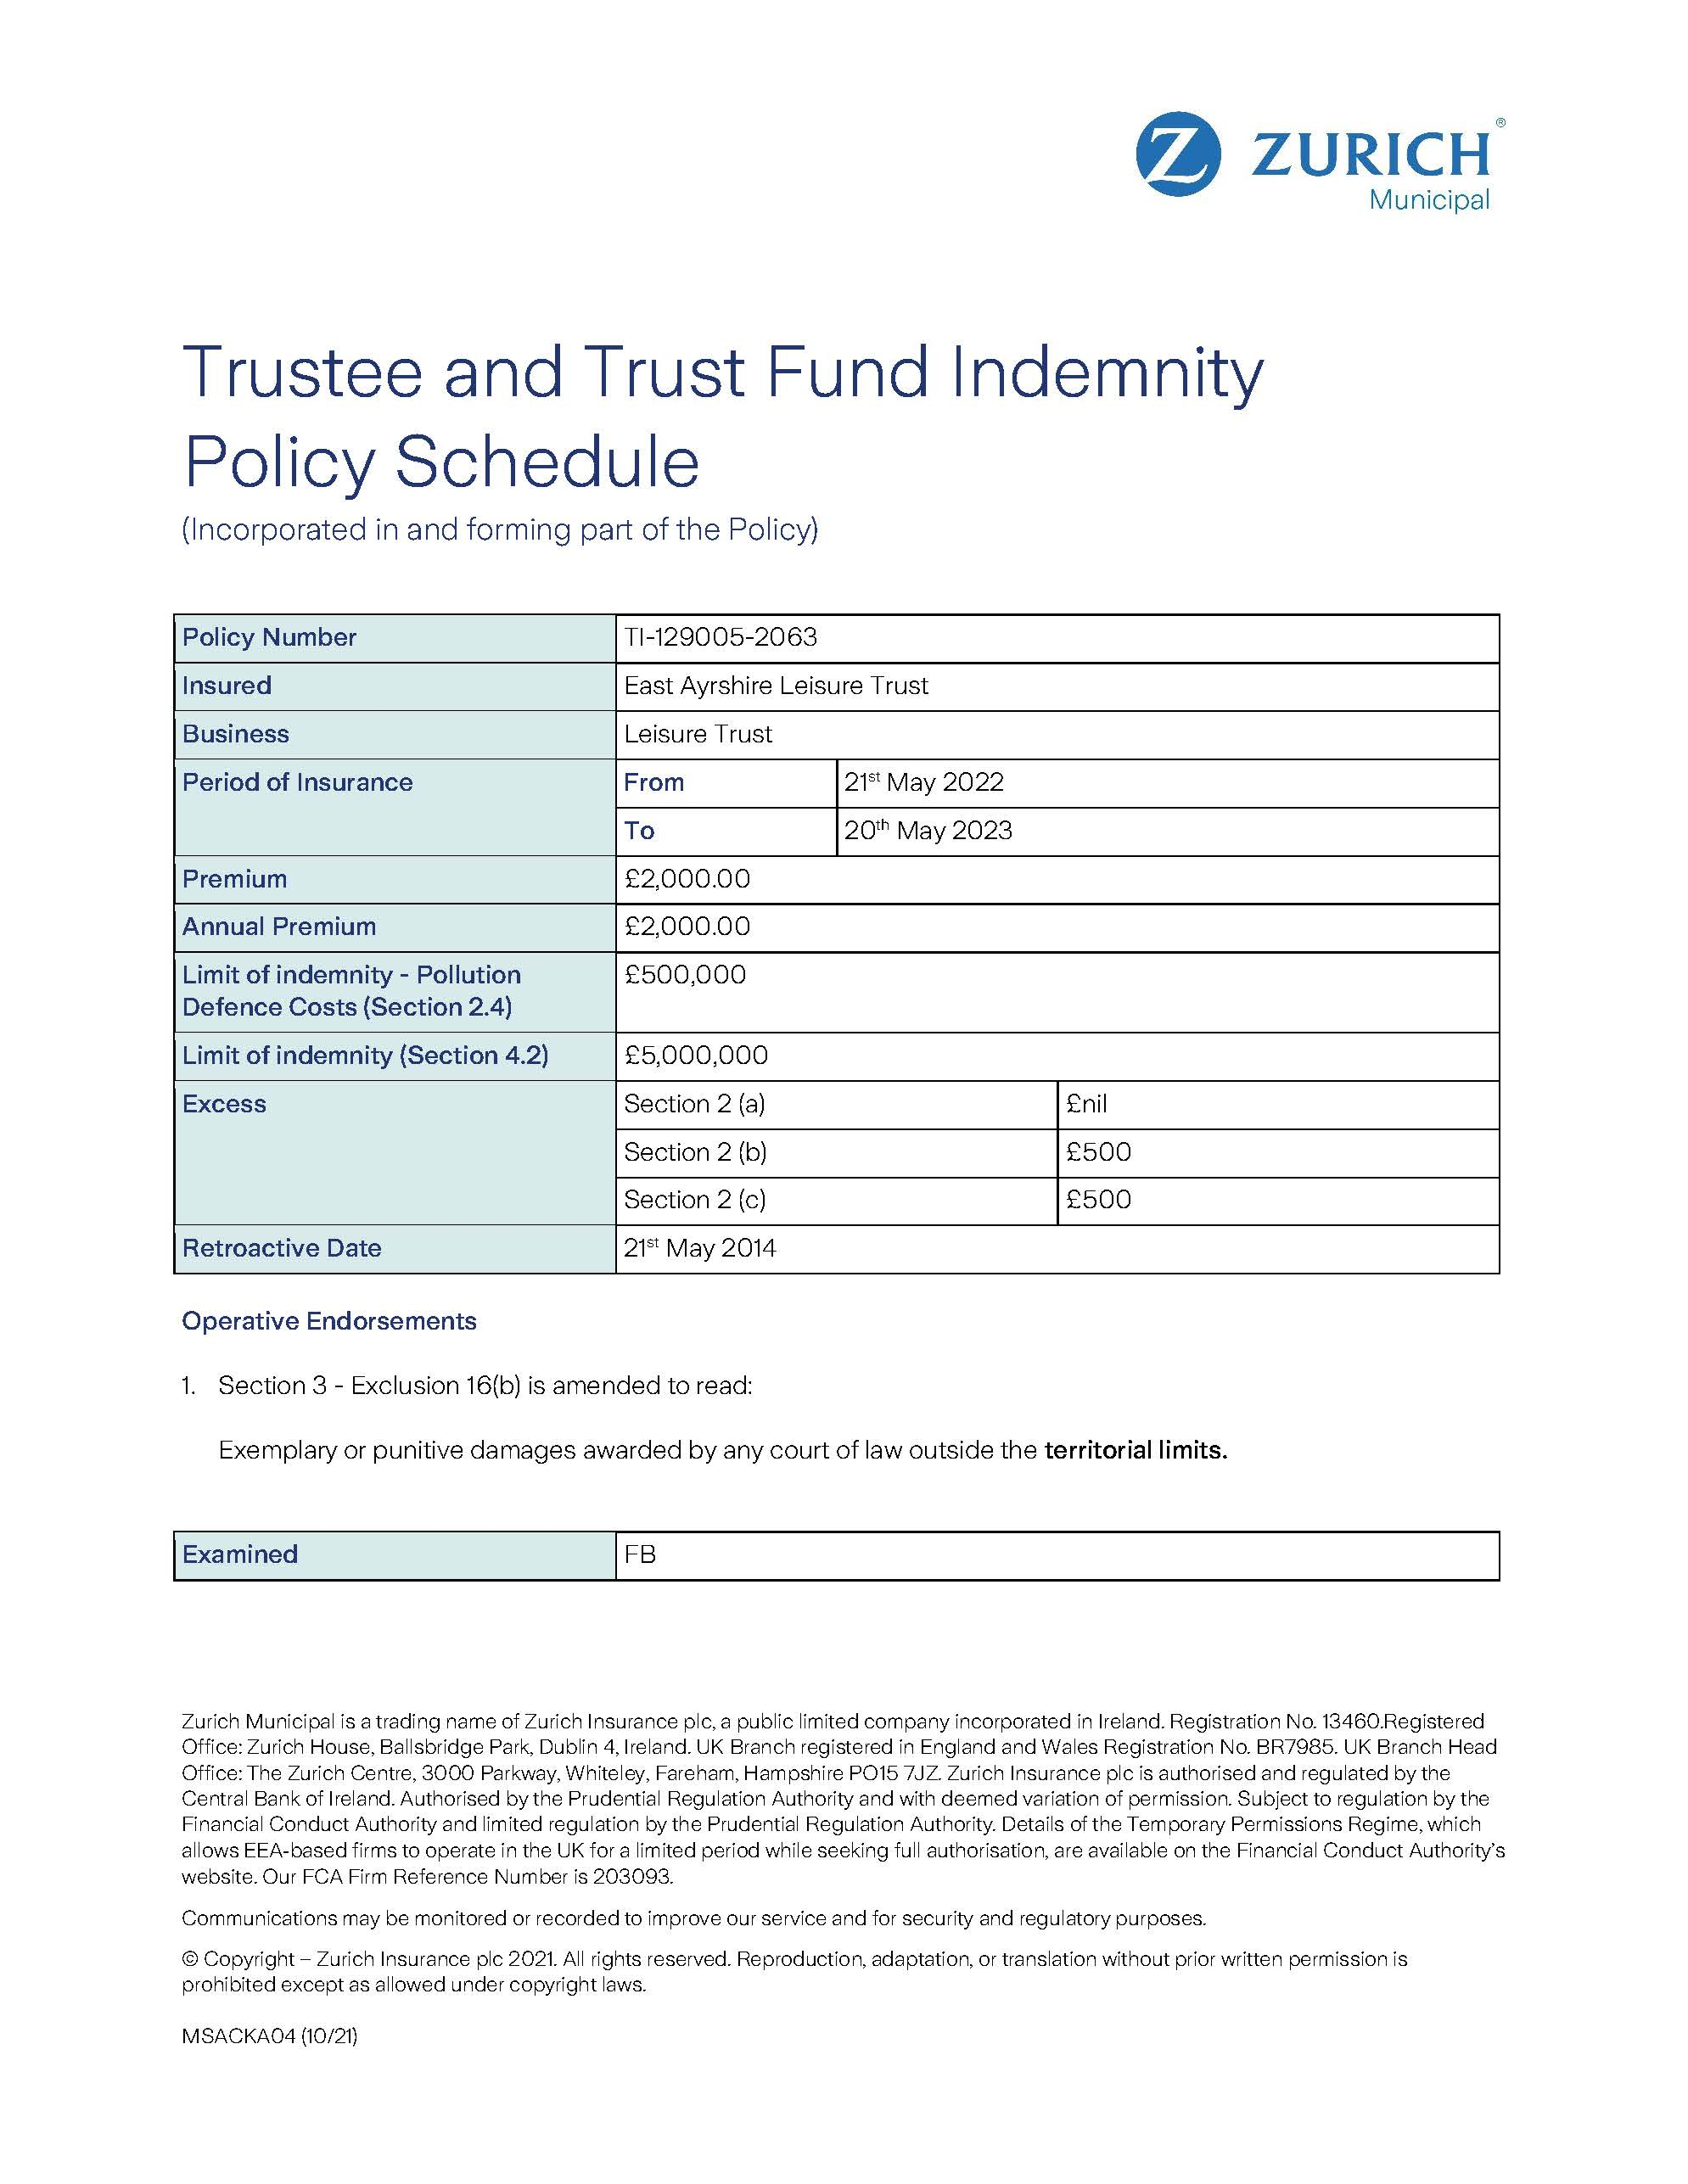 Z ZURICH®
Municipal
Trustee and Trust Fund Indemnity
Policy Schedule
(Incorporated in and forming part of the Policy)
Policy Number TI-129005-2063
Insured East Ayrshire Leisure Trust
Business Leisure Trust
Period of Insurance From 21st May 2022
To 20th May 2023
Premium £2,000.00
Annual Premium £2,000.00
Limit of indemnity - Pollution £500,000
Defence Costs (Section 2.4)
Limit of indemnity (Section 4.2) £5,000,000
Excess Section 2 (a) £nil
Section 2 (b) £500
Section 2 (c) £500
Retroactive Date 21st May 2014
Operative Endorsements
1. Section 3 - Exclusion 16(b) is amended to read:
Exemplary or punitive damages awarded by any court of law outside the territorial limits.
Examined FB
Zurich Municipal is a trading name of Zurich Insurance plc, a public limited company incorporated in Ireland. Registration No. 13460.Registered
Office: Zurich House, Ballsbridge Park, Dublin 4, Ireland. UK Branch registered in England and Wales Registration No. BR7985. UK Branch Head
Office: The Zurich Centre, 3000 Parkway, Whiteley, Fareham, Hampshire PO15 7JZ. Zurich Insurance plc is authorised and regulated by the
Central Bank of Ireland. Authorised by the Prudential Regulation Authority and with deemed variation of permission. Subject to regulation by the
Financial Conduct Authority and limited regulation by the Prudential Regulation Authority. Details of the Temporary Permissions Regime, which
allows EEA-based firms to operate in the UK for a limited period while seeking full authorisation, are available on the Financial Conduct Authority’s
website. Our FCA Firm Reference Number is 203093.
Communications may be monitored or recorded to improve our service and for security and regulatory purposes.
© Copyright – Zurich Insurance plc 2021. All rights reserved. Reproduction, adaptation, or translation without prior written permission is
prohibited except as allowed under copyright laws.
MSACKA04 (10/21)